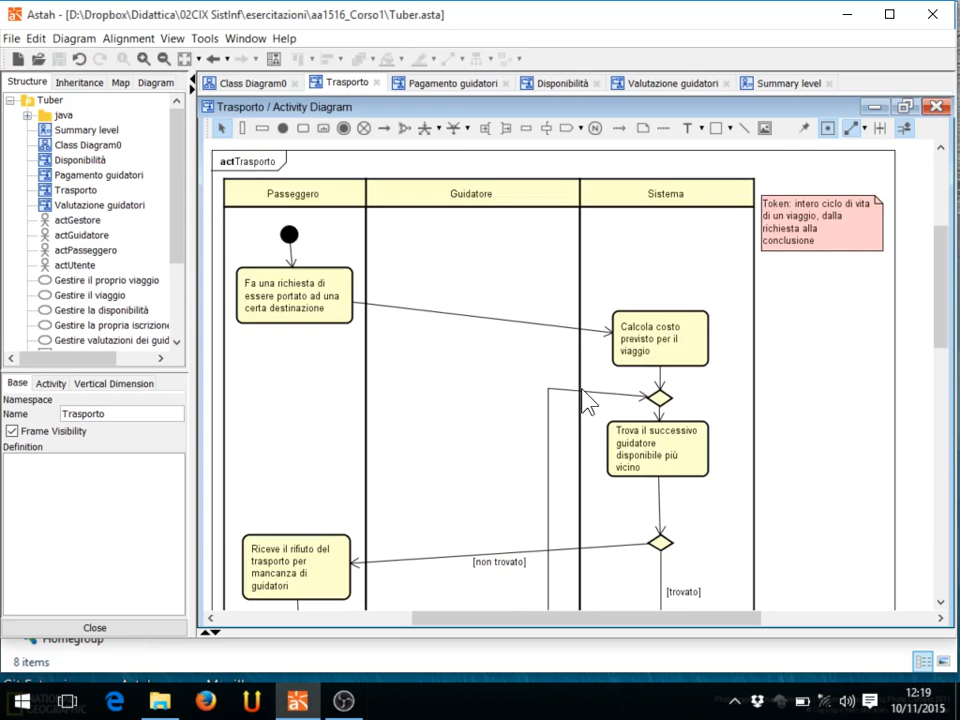 Astah - [D:\Dropbox\Didattica\02CIX SistInf\esercitazioni\aa1516_Corso1\Tuber.asta]
File Edit Diagram Alignment View Tools Window Help
Structure Inheritance Map Diagram
Class Diagram0 Trasporto Pagamento guidatori Disponibilità Valutazione guidatori Summary level
Tuber
java
Summary level
Class Diagram0
Disponibilità
Pagamento guidatori
Trasporto
Valutazione guidatori
actGestore
actGuidatore
actPasseggero
actUtente
Gestire il proprio viaggio
Gestire il viaggio
Gestire la disponibilità
Gestire la propria iscrizione
Gestire valutazioni dei guid
Base Activity Vertical Dimension
Namespace
Name Trasporto
Frame Visibility
Definition
Close
Trasporto / Activity Diagram
act Trasporto
Passeggero Guidatore Sistema
Token: intero ciclo di vita
di un viaggio, dalla
richiesta alla
conclusione
Fa una richiesta di
essere portato ad una
certa destinazione
Calcola costo
previsto per il
viaggio
Trova il successivo
guidatore
disponibile più
vicino
Riceve il rifiuto del
trasporto per
mancanza di
guidatori
[non trovato]
[trovato]
Homegroup
8 items
12:19
10/11/2015